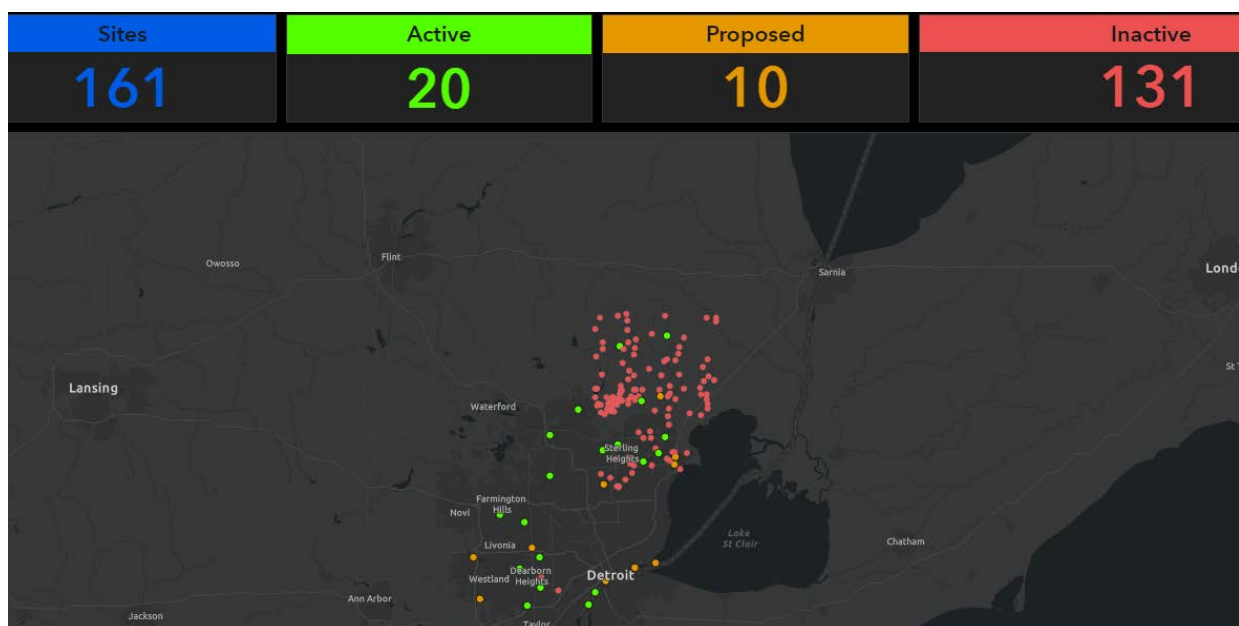 Sites Active Proposed Inactive
161 20 10 131
Flint
Owosso
Sarnia
Lansing
Waterford
Sterling
Heights
Farmington
Hills
Novi
Lake
St Clair
Chatham
Livonia
Dearborn
Heights
Westland
Detroit
Ann Arbor
Jackson
Taylor